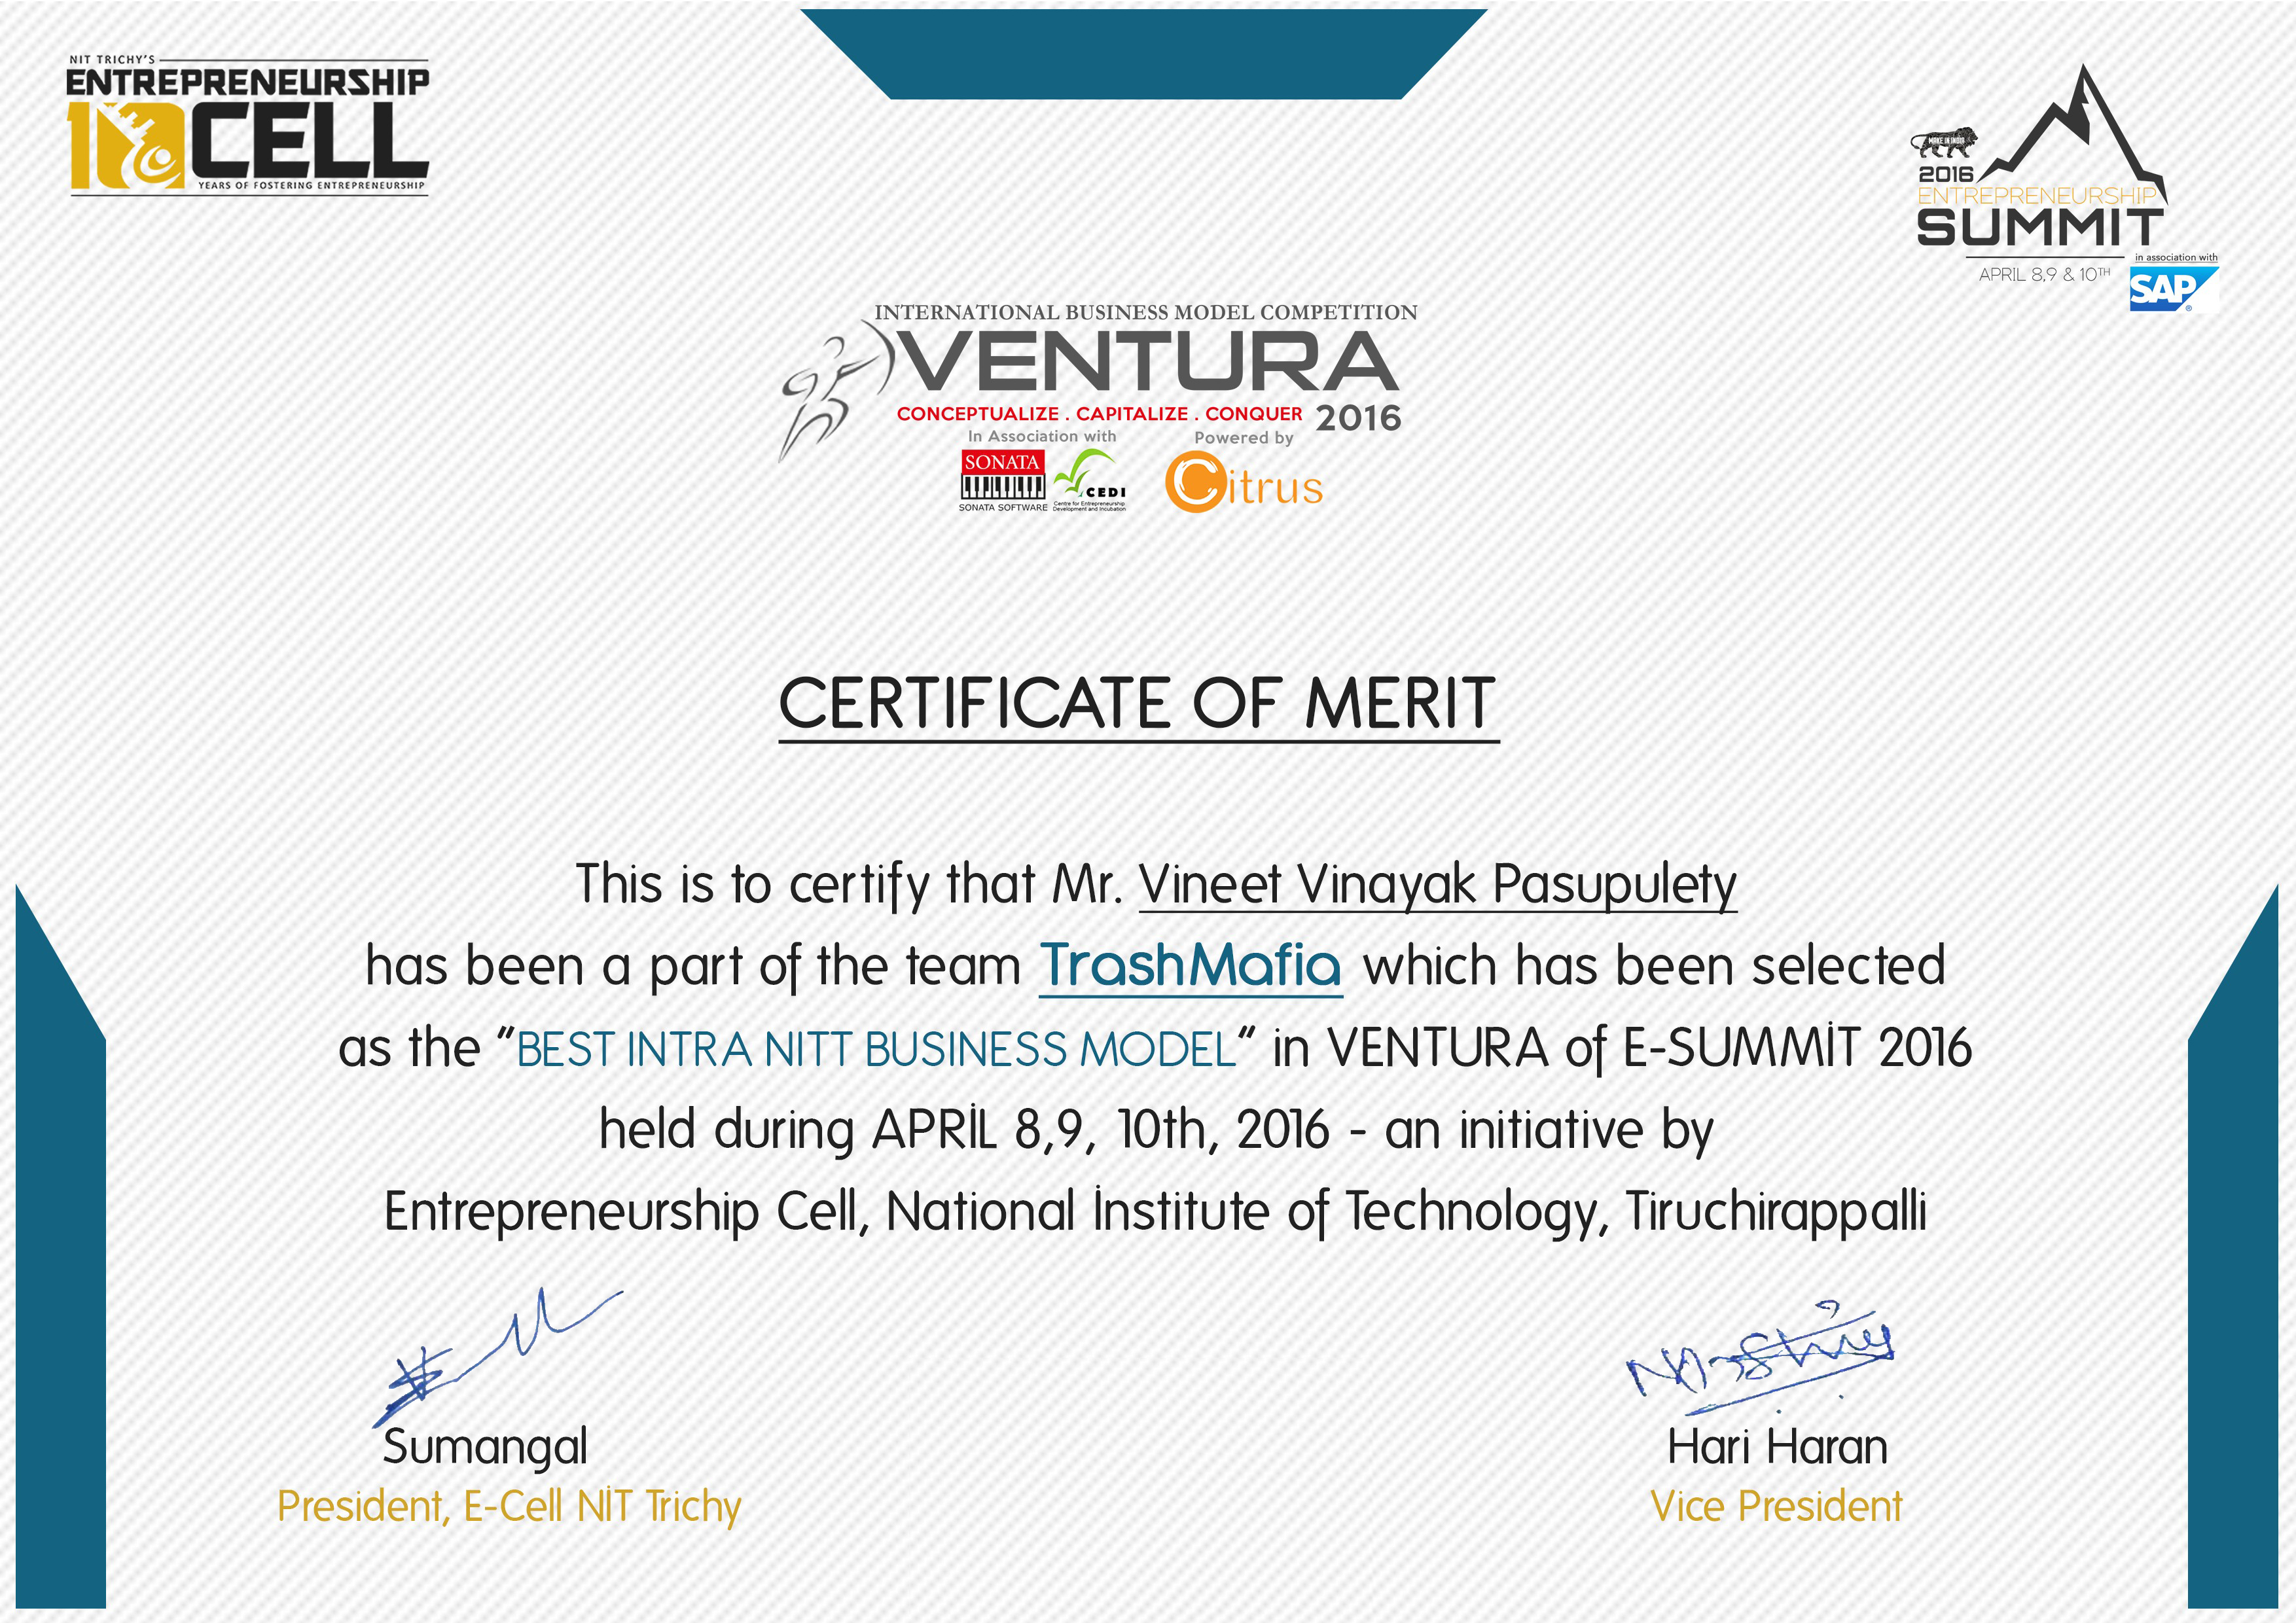 NIT TRICHY'S
ENTREPRENEURSHIP
10 CELL
YEARS OF FOSTERING ENTREPRENEURSHIP
MAKE IN INDIA
2016
ENTREPRENEURSHIP
SUMMIT
in association with
APRIL 8,9 & 10TH
SAP
INTERNATIONAL BUSINESS MODEL COMPETITION
VENTURA
CONCEPTUALIZE . CAPITALIZE . CONQUER 2016
In Association with Powered by
SONATA
CEDI
Citrus
SONATA SOFTWARE
Centre for Entrepreneurship
Development and Incubation
CERTIFICATE OF MERIT
This is to certify that Mr. Vineet Vinayak Pasupulety
has been a part of the team TrashMafia which has been selected
as the "BEST INTRA NITT BUSINESS MODEL" in VENTURA of E-SUMMİT 2016
held during APRİL 8,9, 10th, 2016 - an initiative by
Entrepreneurship Cell, National İnstitute of Technology, Tiruchirappalli
Sumangal
President, E-Cell NİT Trichy
Hari Haran
Vice President